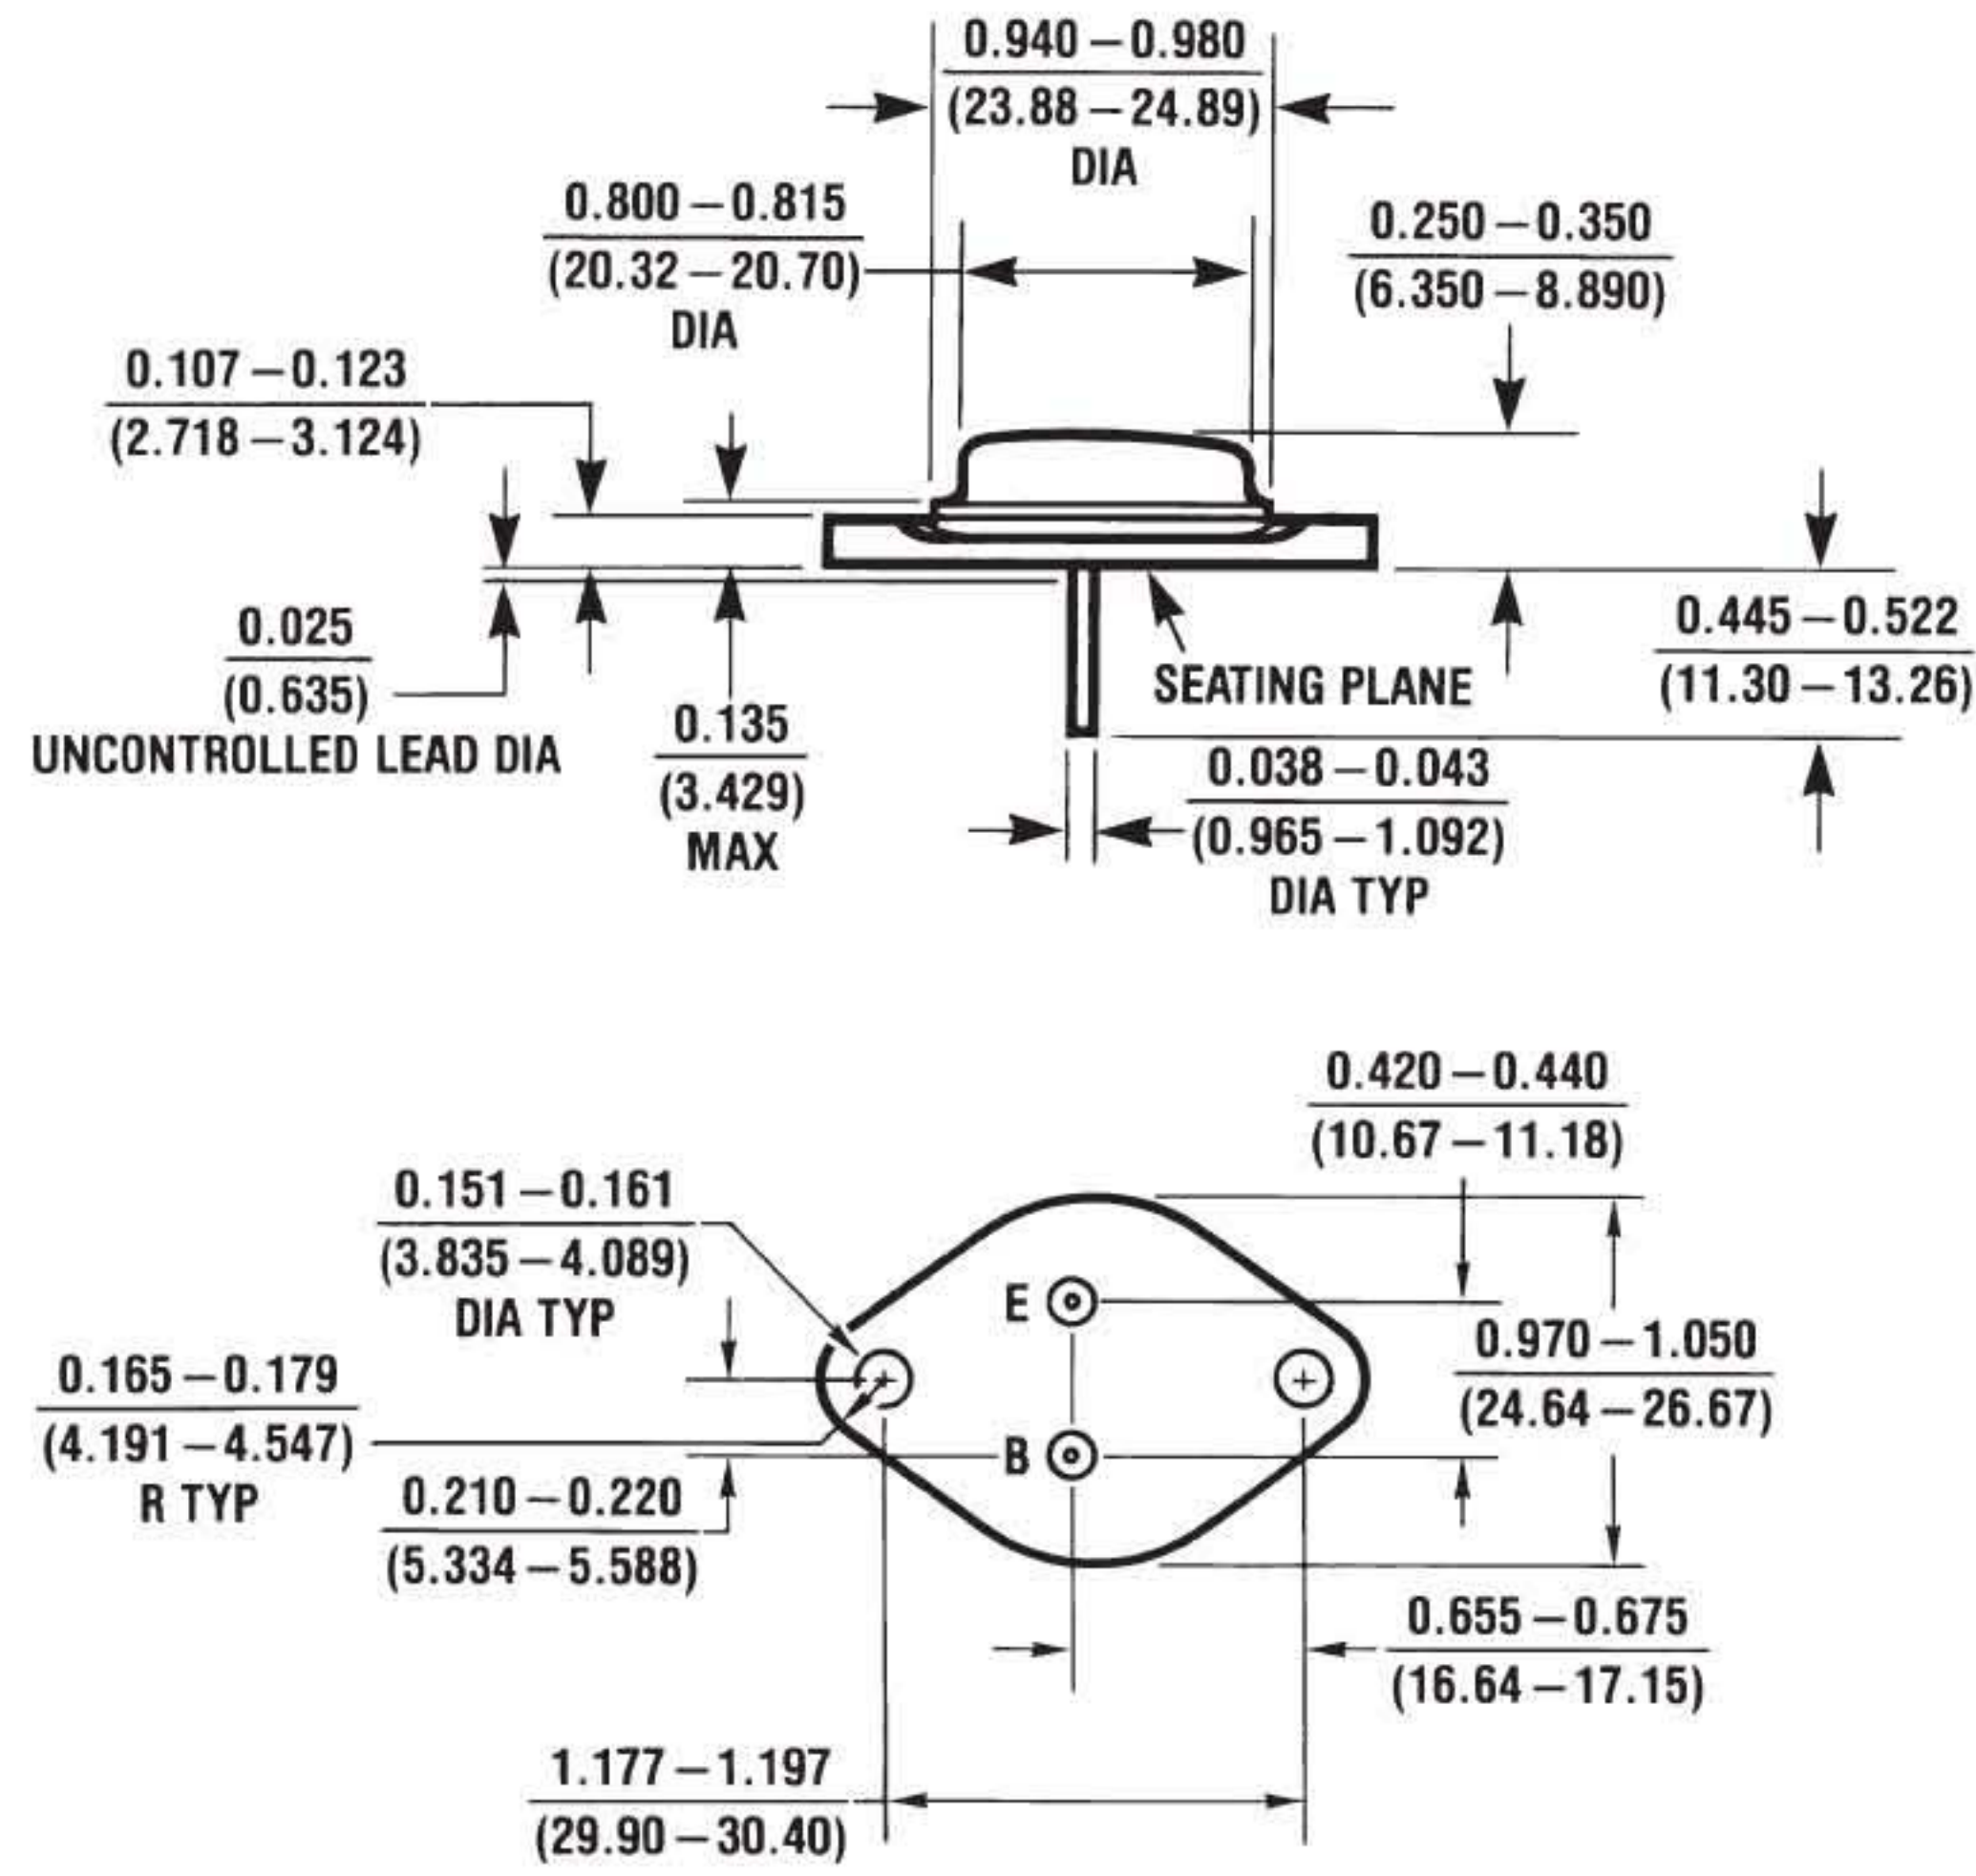 0.940 – 0.980
(23.88 – 24.89)
DIA
0.800 – 0.815
(20.32 – 20.70)
DIA
0.250 – 0.350
(6.350 – 8.890)
0.107 – 0.123
(2.718 – 3.124)
0.025
(0.635)
UNCONTROLLED LEAD DIA
0.135
(3.429)
MAX
SEATING PLANE
0.445 – 0.522
(11.30 – 13.26)
0.038 – 0.043
(0.965 – 1.092)
DIA TYP
0.420 – 0.440
(10.67 – 11.18)
0.151 – 0.161
(3.835 – 4.089)
DIA TYP
E
0.970 – 1.050
(24.64 – 26.67)
0.165 – 0.179
(4.191 – 4.547)
R TYP
B
0.210 – 0.220
(5.334 – 5.588)
0.655 – 0.675
(16.64 – 17.15)
1.177 – 1.197
(29.90 – 30.40)